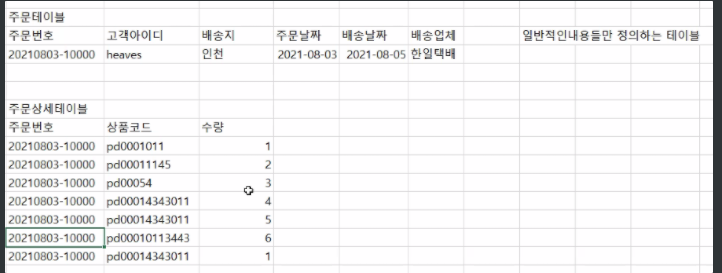 주문테이블
주문번호 고객아이디 배송지 주문날짜 배송날짜 배송업체 일반적인내용들만 정의하는 테이블
20210803-10000 heaves 인천 2021-08-03 2021-08-05 한일택배
주문상세테이블
주문번호 상품코드 수량
20210803-10000 pd0001011 1
20210803-10000 pd00011145 2
20210803-10000 pd00054 3
20210803-10000 pd00014343011 4
20210803-10000 pd00014343011 5
20210803-10000 pd00010113443 6
20210803-10000 pd00014343011 1